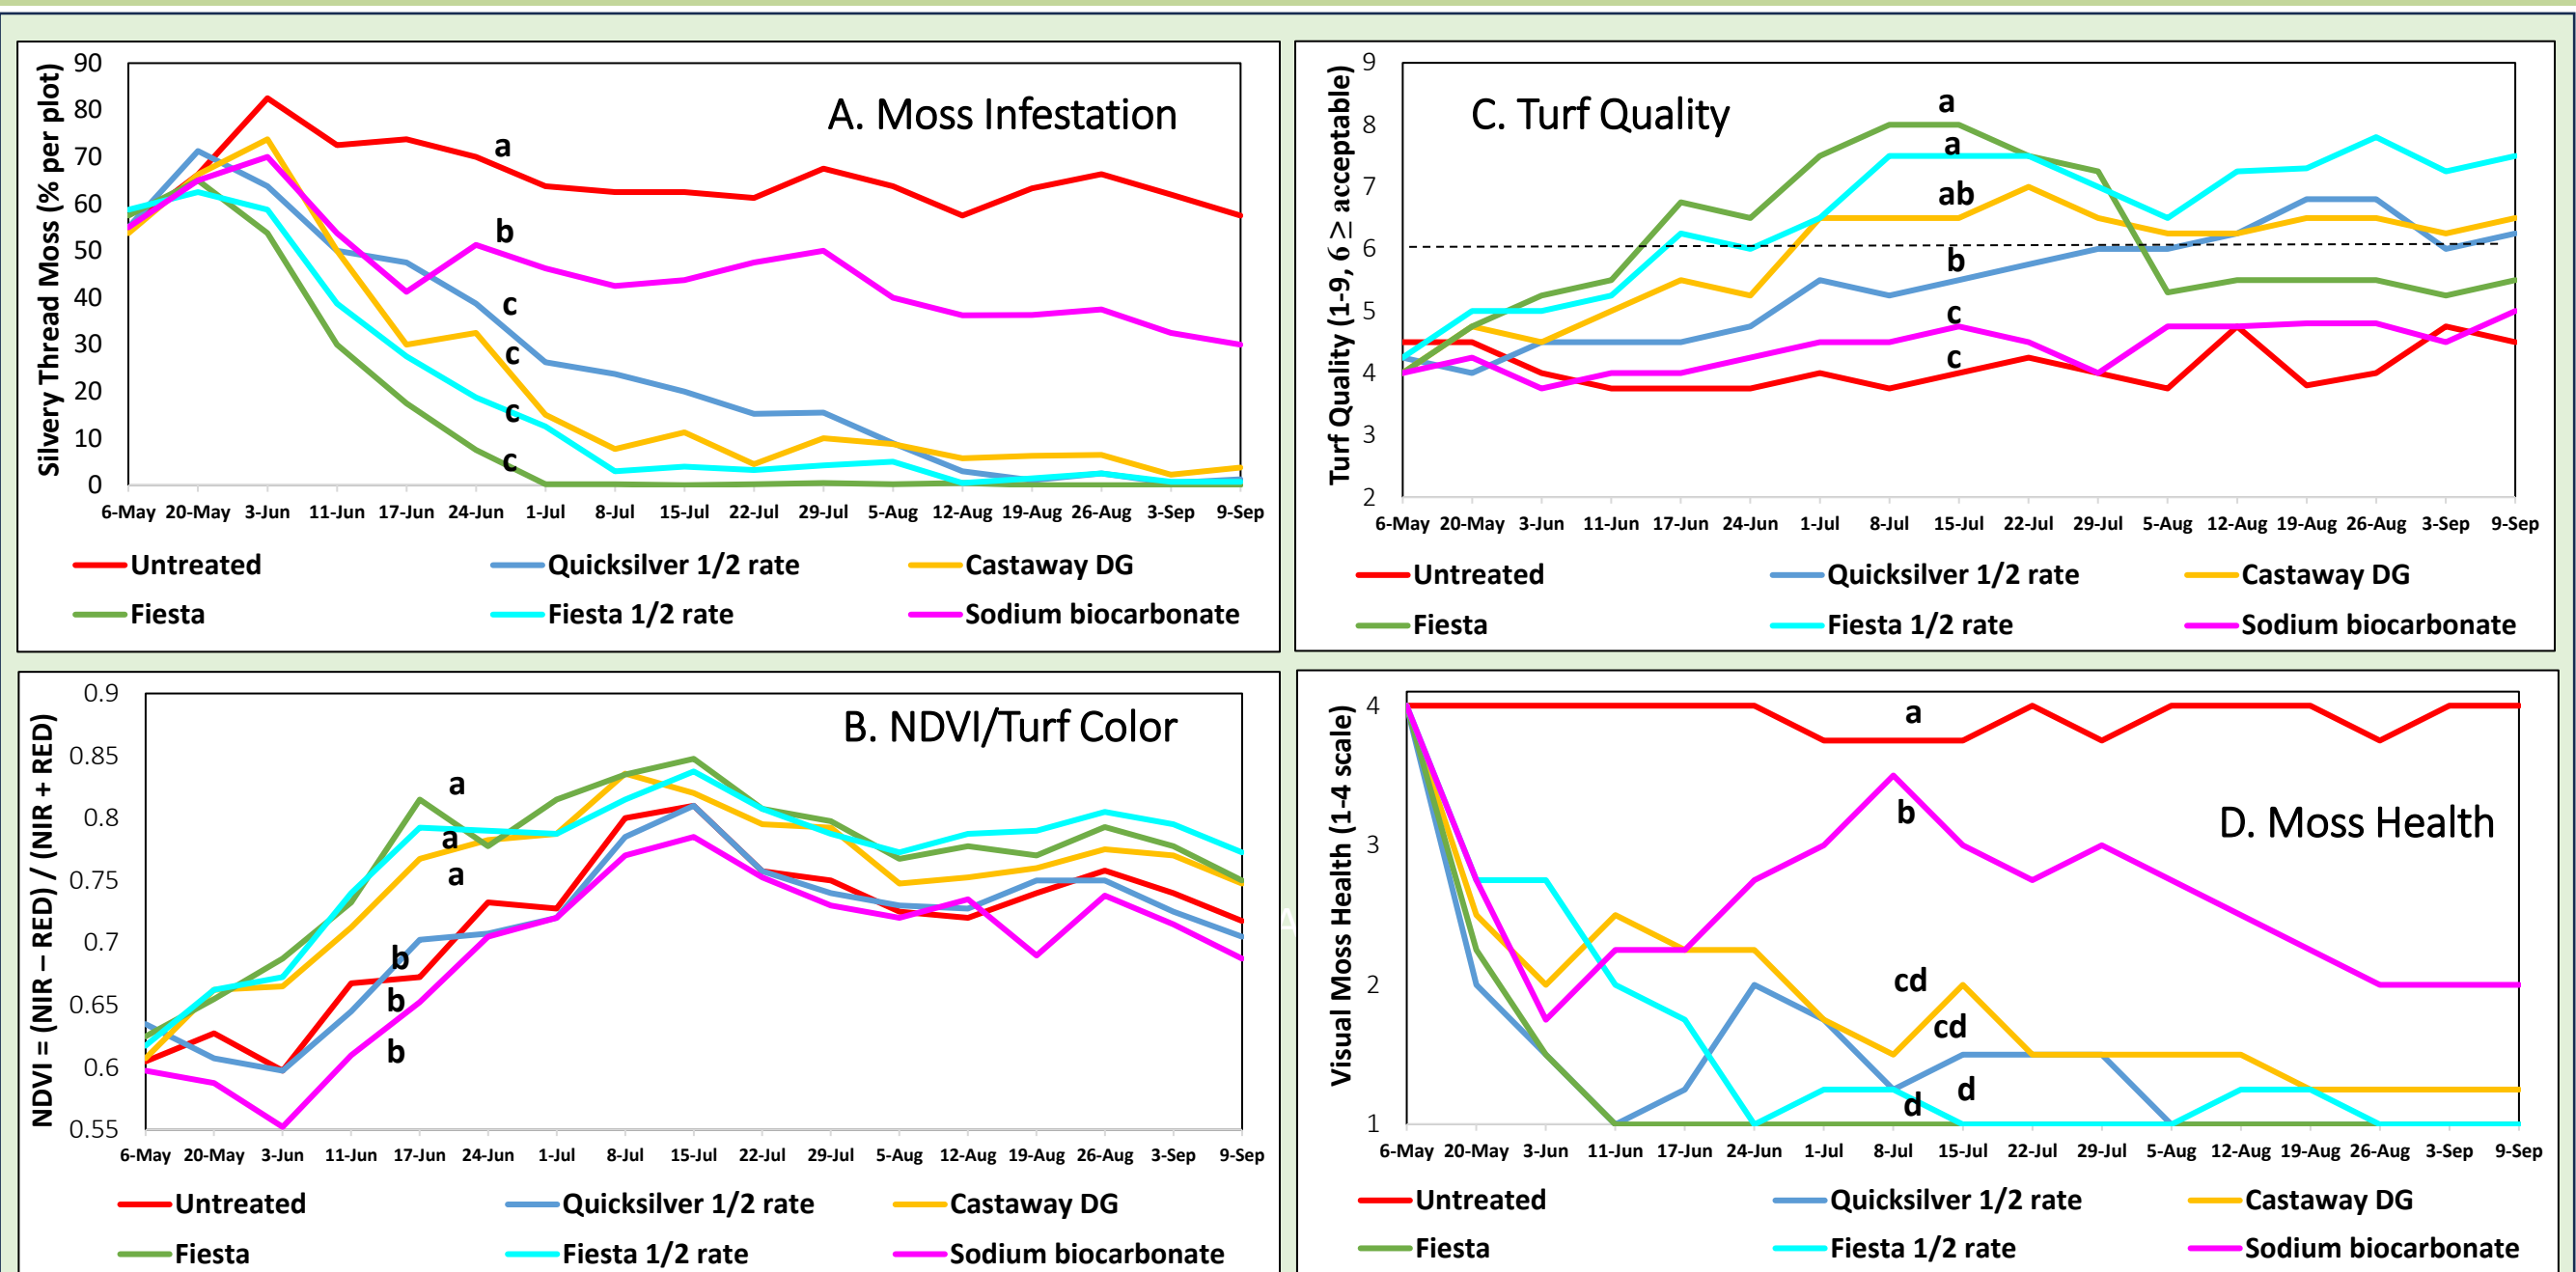 A. Moss Infestation
Silvery Thread Moss (% per plot)
90
80
70
60
50
40
30
20
10
0
a
b
c
c
c
c
6-May 20-May 3-Jun 11-Jun 17-Jun 24-Jun 1-Jul 8-Jul 15-Jul 22-Jul 29-Jul 5-Aug 12-Aug 19-Aug 26-Aug 3-Sep 9-Sep
Untreated Quicksilver 1/2 rate Castaway DG
Fiesta Fiesta 1/2 rate Sodium biocarbonate
C. Turf Quality
Turf Quality (1-9, 6 ≥ acceptable)
9
8
7
6
5
4
3
2
a
a
ab
b
c
c
6-May 20-May 3-Jun 11-Jun 17-Jun 24-Jun 1-Jul 8-Jul 15-Jul 22-Jul 29-Jul 5-Aug 12-Aug 19-Aug 26-Aug 3-Sep 9-Sep
Untreated Quicksilver 1/2 rate Castaway DG
Fiesta Fiesta 1/2 rate Sodium biocarbonate
B. NDVI/Turf Color
NDVI = (NIR – RED) / (NIR + RED)
0.9
0.85
0.8
0.75
0.7
0.65
0.6
0.55
a
a
a
b
b
b
6-May 20-May 3-Jun 11-Jun 17-Jun 24-Jun 1-Jul 8-Jul 15-Jul 22-Jul 29-Jul 5-Aug 12-Aug 19-Aug 26-Aug 3-Sep 9-Sep
Untreated Quicksilver 1/2 rate Castaway DG
Fiesta Fiesta 1/2 rate Sodium biocarbonate
D. Moss Health
Visual Moss Health (1-4 scale)
4
3
2
1
a
b
cd
cd
d
d
6-May 20-May 3-Jun 11-Jun 17-Jun 24-Jun 1-Jul 8-Jul 15-Jul 22-Jul 29-Jul 5-Aug 12-Aug 19-Aug 26-Aug 3-Sep 9-Sep
Untreated Quicksilver 1/2 rate Castaway DG
Fiesta Fiesta 1/2 rate Sodium biocarbonate